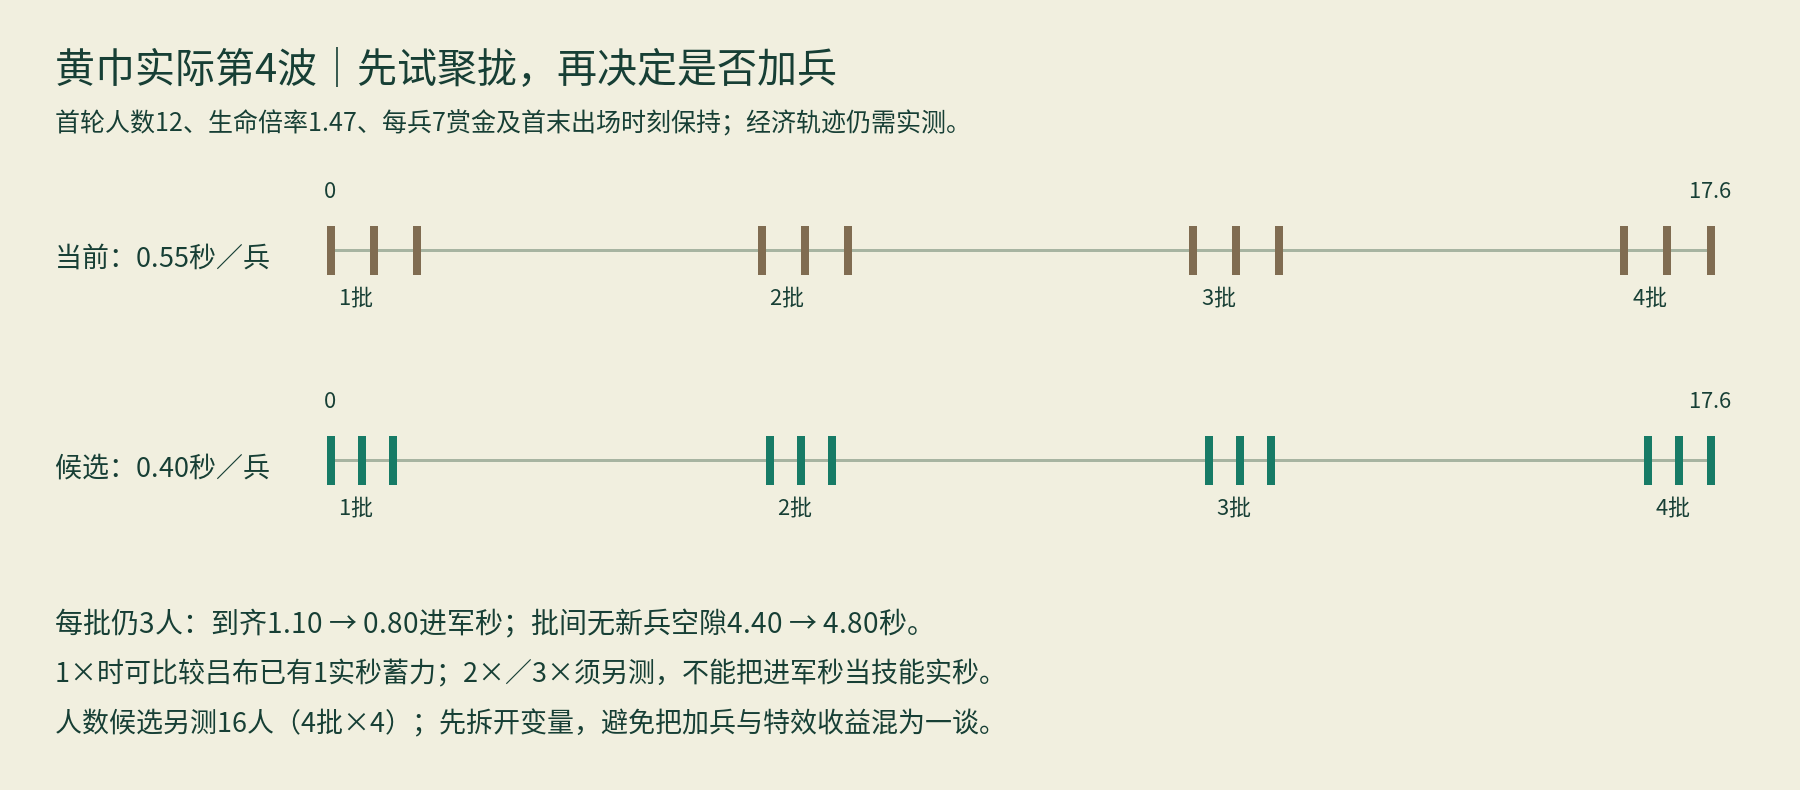 黄巾实际第4波｜先试聚拢，再决定是否加兵
首轮人数12、生命倍率1.47、每兵7赏金及首末出场时刻保持；经济轨迹仍需实测。
0
17.6
当前：0.55秒／兵
1批
2批
3批
4批
0
17.6
候选：0.40秒／兵
1批
2批
3批
4批
每批仍3人：到齐1.10 → 0.80进军秒；批间无新兵空隙4.40 → 4.80秒。
1×时可比较吕布已有1实秒蓄力；2×／3×须另测，不能把进军秒当技能实秒。
人数候选另测16人（4批×4）；先拆开变量，避免把加兵与特效收益混为一谈。